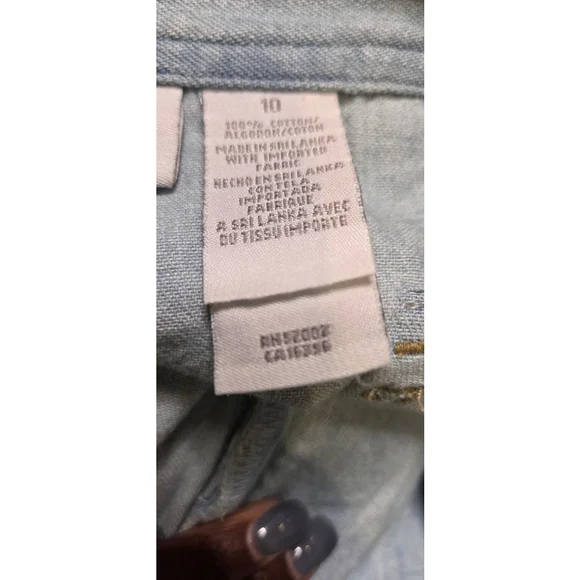 10
100% COTTON/
ALGODON/COTON
MADE IN SRI LANKA
WITH IMPORTED
FABRIC
HECHO EN SRI LANKA
CON TELA
IMPORTADA
FABRIQUE
A SRI LANKA AVEC
DU TISSU IMPORTE
RN52002
CA16356